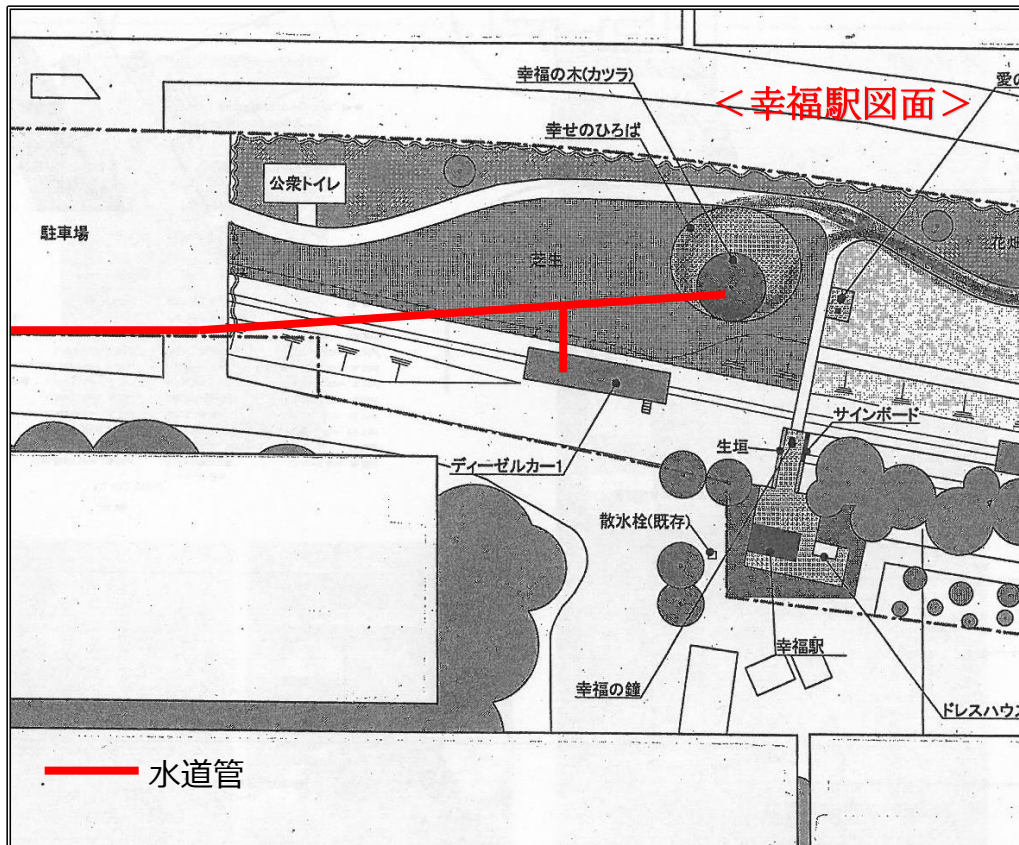 幸福の木(カツラ)
＜幸福駅図面＞
愛の
幸せのひろば
公衆トイレ
駐車場
芝生
花畑
サインボード
生垣
ディーゼルカー1
散水栓(既存)
幸福駅
幸福の鐘
ドレスハウス
水道管